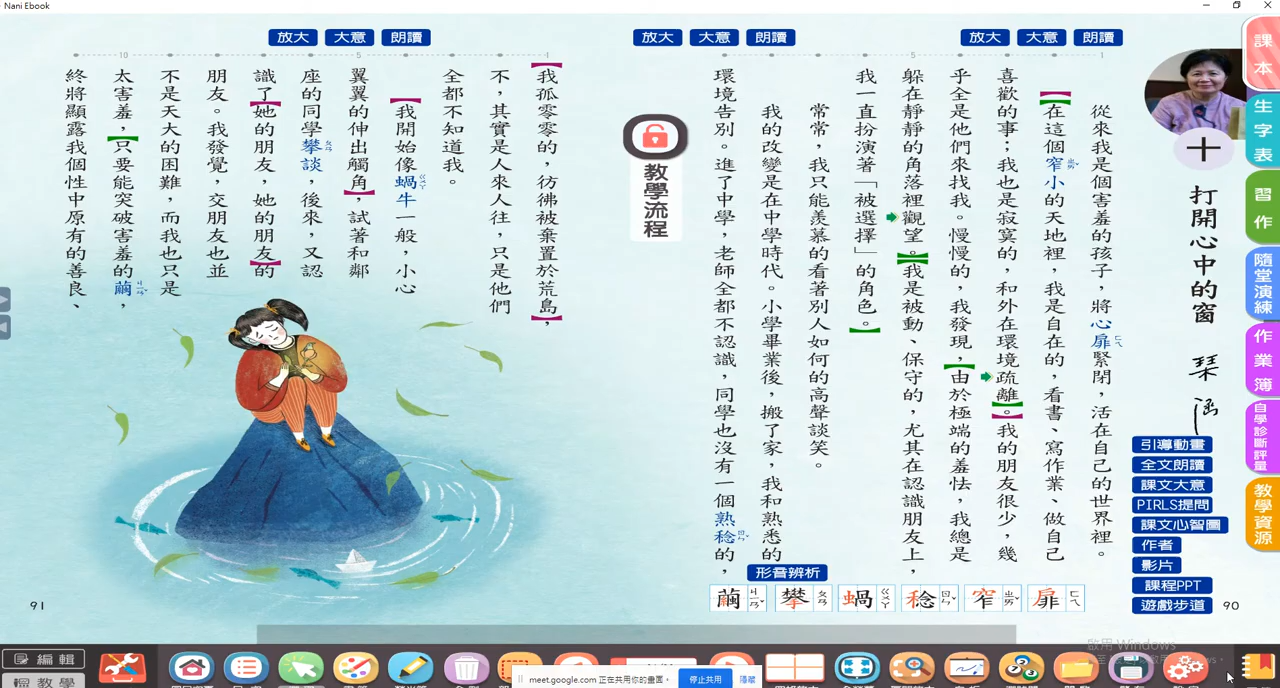 Nani Ebook
放大 大意 朗讀
放大 大意 朗讀
放大 大意 朗讀
十
打開心中的窗
琹涵
從來我是個害羞的孩子，將心扉緊閉，活在自己的世界裡。
【在這個窄小的天地裡，我是自在的，看書、寫作業、做自己
喜歡的事；我也是寂寞的，和外在環境疏離。】我的朋友很少，幾
乎全是他們來找我。慢慢的，我發現，【由於極端的羞怯，我總是
躲在靜靜的角落裡觀望。】我是被動、保守的，尤其在認識朋友上，
我一直扮演著「被選擇」的角色。】
常常，我只能羨慕的看著別人如何的高聲談笑。
我的改變是在中學時代。小學畢業後，搬了家，我和熟悉的
環境告別。進了中學，老師全都不認識，同學也沒有一個熟稔的，
ㄈㄟ
ㄓㄞˇ
ㄖㄣˇ
教學流程
【我孤零零的，彷彿被棄置於荒島，】
不，其實是人來人往，只是他們
全都不知道我。
【我開始像蝸牛一般，小心
翼翼的伸出觸角】，試著和鄰
座的同學攀談，後來，又認
識了【她的朋友，她的朋友】的
朋友。我發覺，交朋友也並
不是天大的困難，而我也只是
太害羞，【只要能突破害羞的繭，
終將顯露我個性中原有的善良、
ㄍㄨㄚ
ㄆㄢ
ㄐㄧㄢˇ
1
5
1
5
10
形音辨析
扉 ㄈㄟ
窄 ㄓㄞˇ
稔 ㄖㄣˇ
蝸 ㄍㄨㄚ
攀 ㄆㄢ
繭 ㄐㄧㄢˇ
引導動畫
全文朗讀
課文大意
PIRLS提問
課文心智圖
作者
影片
課程PPT
遊戲步道
90
91
課本
生字表
習作
隨堂演練
作業簿
自學診斷評量
教學資源
啟用 Windows
編輯
教學
meet.google.com 正在共用你的畫面。
停止共用
隱藏